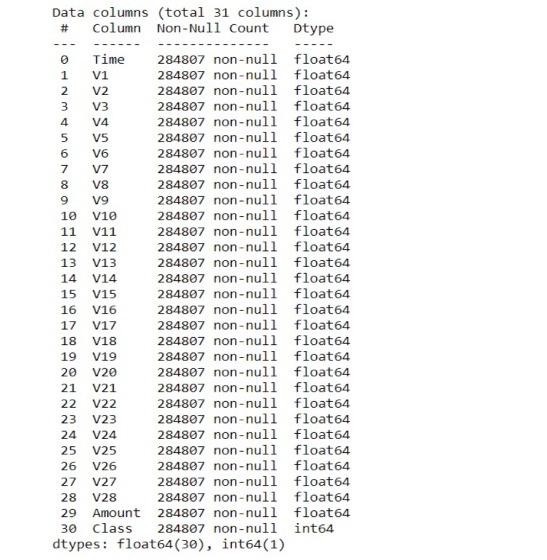 Data columns (total 31 columns):
#   Column  Non-Null Count   Dtype
---  ------  --------------   -----
0   Time    284807 non-null  float64
1   V1      284807 non-null  float64
2   V2      284807 non-null  float64
3   V3      284807 non-null  float64
4   V4      284807 non-null  float64
5   V5      284807 non-null  float64
6   V6      284807 non-null  float64
7   V7      284807 non-null  float64
8   V8      284807 non-null  float64
9   V9      284807 non-null  float64
10  V10     284807 non-null  float64
11  V11     284807 non-null  float64
12  V12     284807 non-null  float64
13  V13     284807 non-null  float64
14  V14     284807 non-null  float64
15  V15     284807 non-null  float64
16  V16     284807 non-null  float64
17  V17     284807 non-null  float64
18  V18     284807 non-null  float64
19  V19     284807 non-null  float64
20  V20     284807 non-null  float64
21  V21     284807 non-null  float64
22  V22     284807 non-null  float64
23  V23     284807 non-null  float64
24  V24     284807 non-null  float64
25  V25     284807 non-null  float64
26  V26     284807 non-null  float64
27  V27     284807 non-null  float64
28  V28     284807 non-null  float64
29  Amount  284807 non-null  float64
30  Class   284807 non-null  int64
dtypes: float64(30), int64(1)